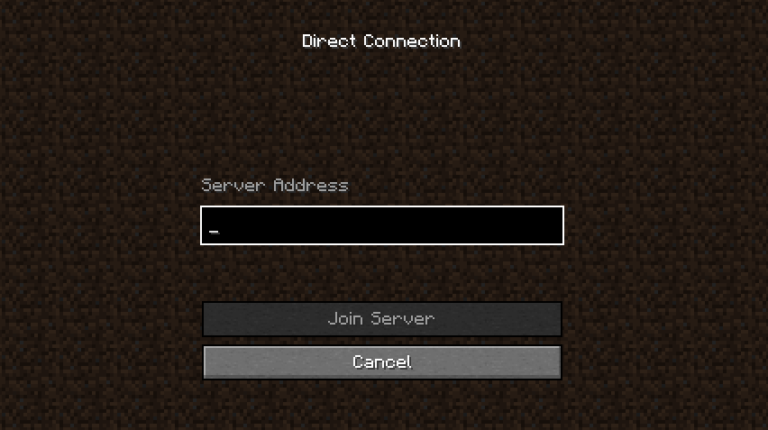 Direct Connection
Server Address
_
Join Server
Cancel